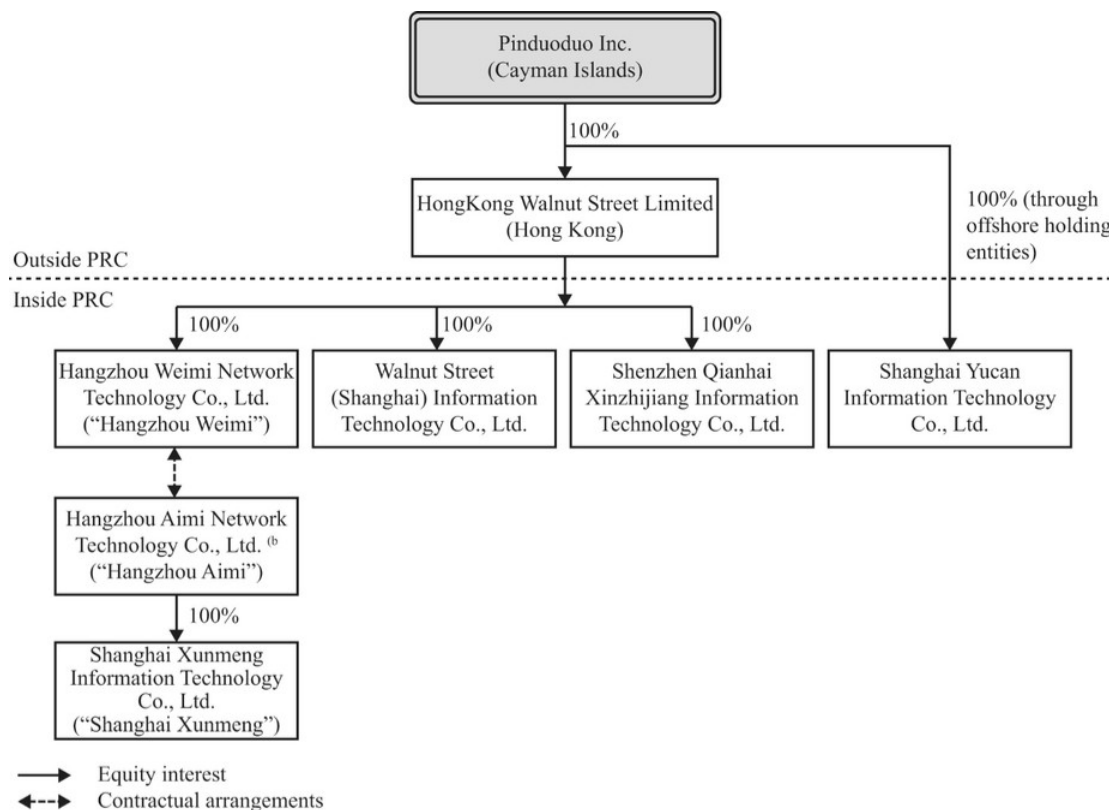 Pinduoduo Inc.
(Cayman Islands)
100%
HongKong Walnut Street Limited
(Hong Kong)
100% (through
offshore holding
entities)
Outside PRC
Inside PRC
100%
100%
100%
Hangzhou Weimi Network
Technology Co., Ltd.
(“Hangzhou Weimi”)
Walnut Street
(Shanghai) Information
Technology Co., Ltd.
Shenzhen Qianhai
Xinzhijiang Information
Technology Co., Ltd.
Shanghai Yucan
Information Technology
Co., Ltd.
Hangzhou Aimi Network
Technology Co., Ltd. (b
(“Hangzhou Aimi”)
100%
Shanghai Xunmeng
Information Technology
Co., Ltd.
(“Shanghai Xunmeng”)
Equity interest
Contractual arrangements